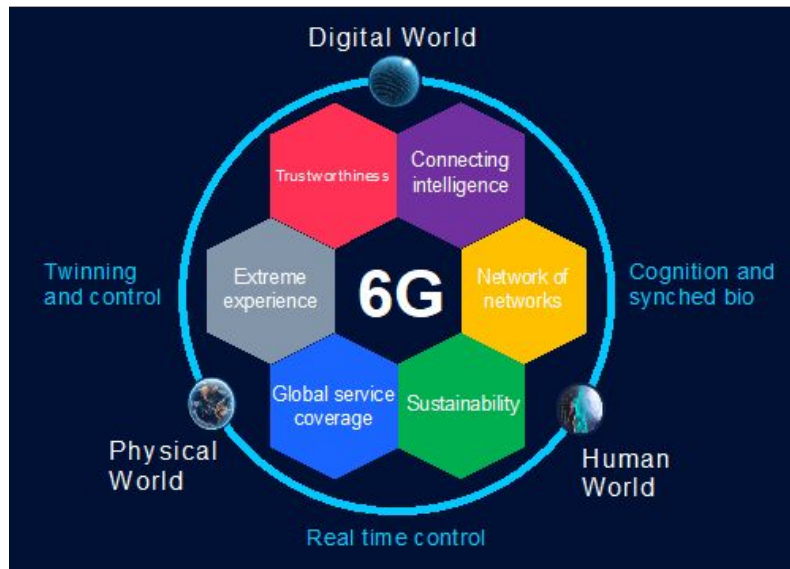 Digital World
Trustworthiness
Connecting
intelligence
Twinning
and control
Extreme
experience
6G
Network of
networks
Cognition and
synched bio
Global service
coverage
Sustainability
Physical
World
Human
World
Real time control